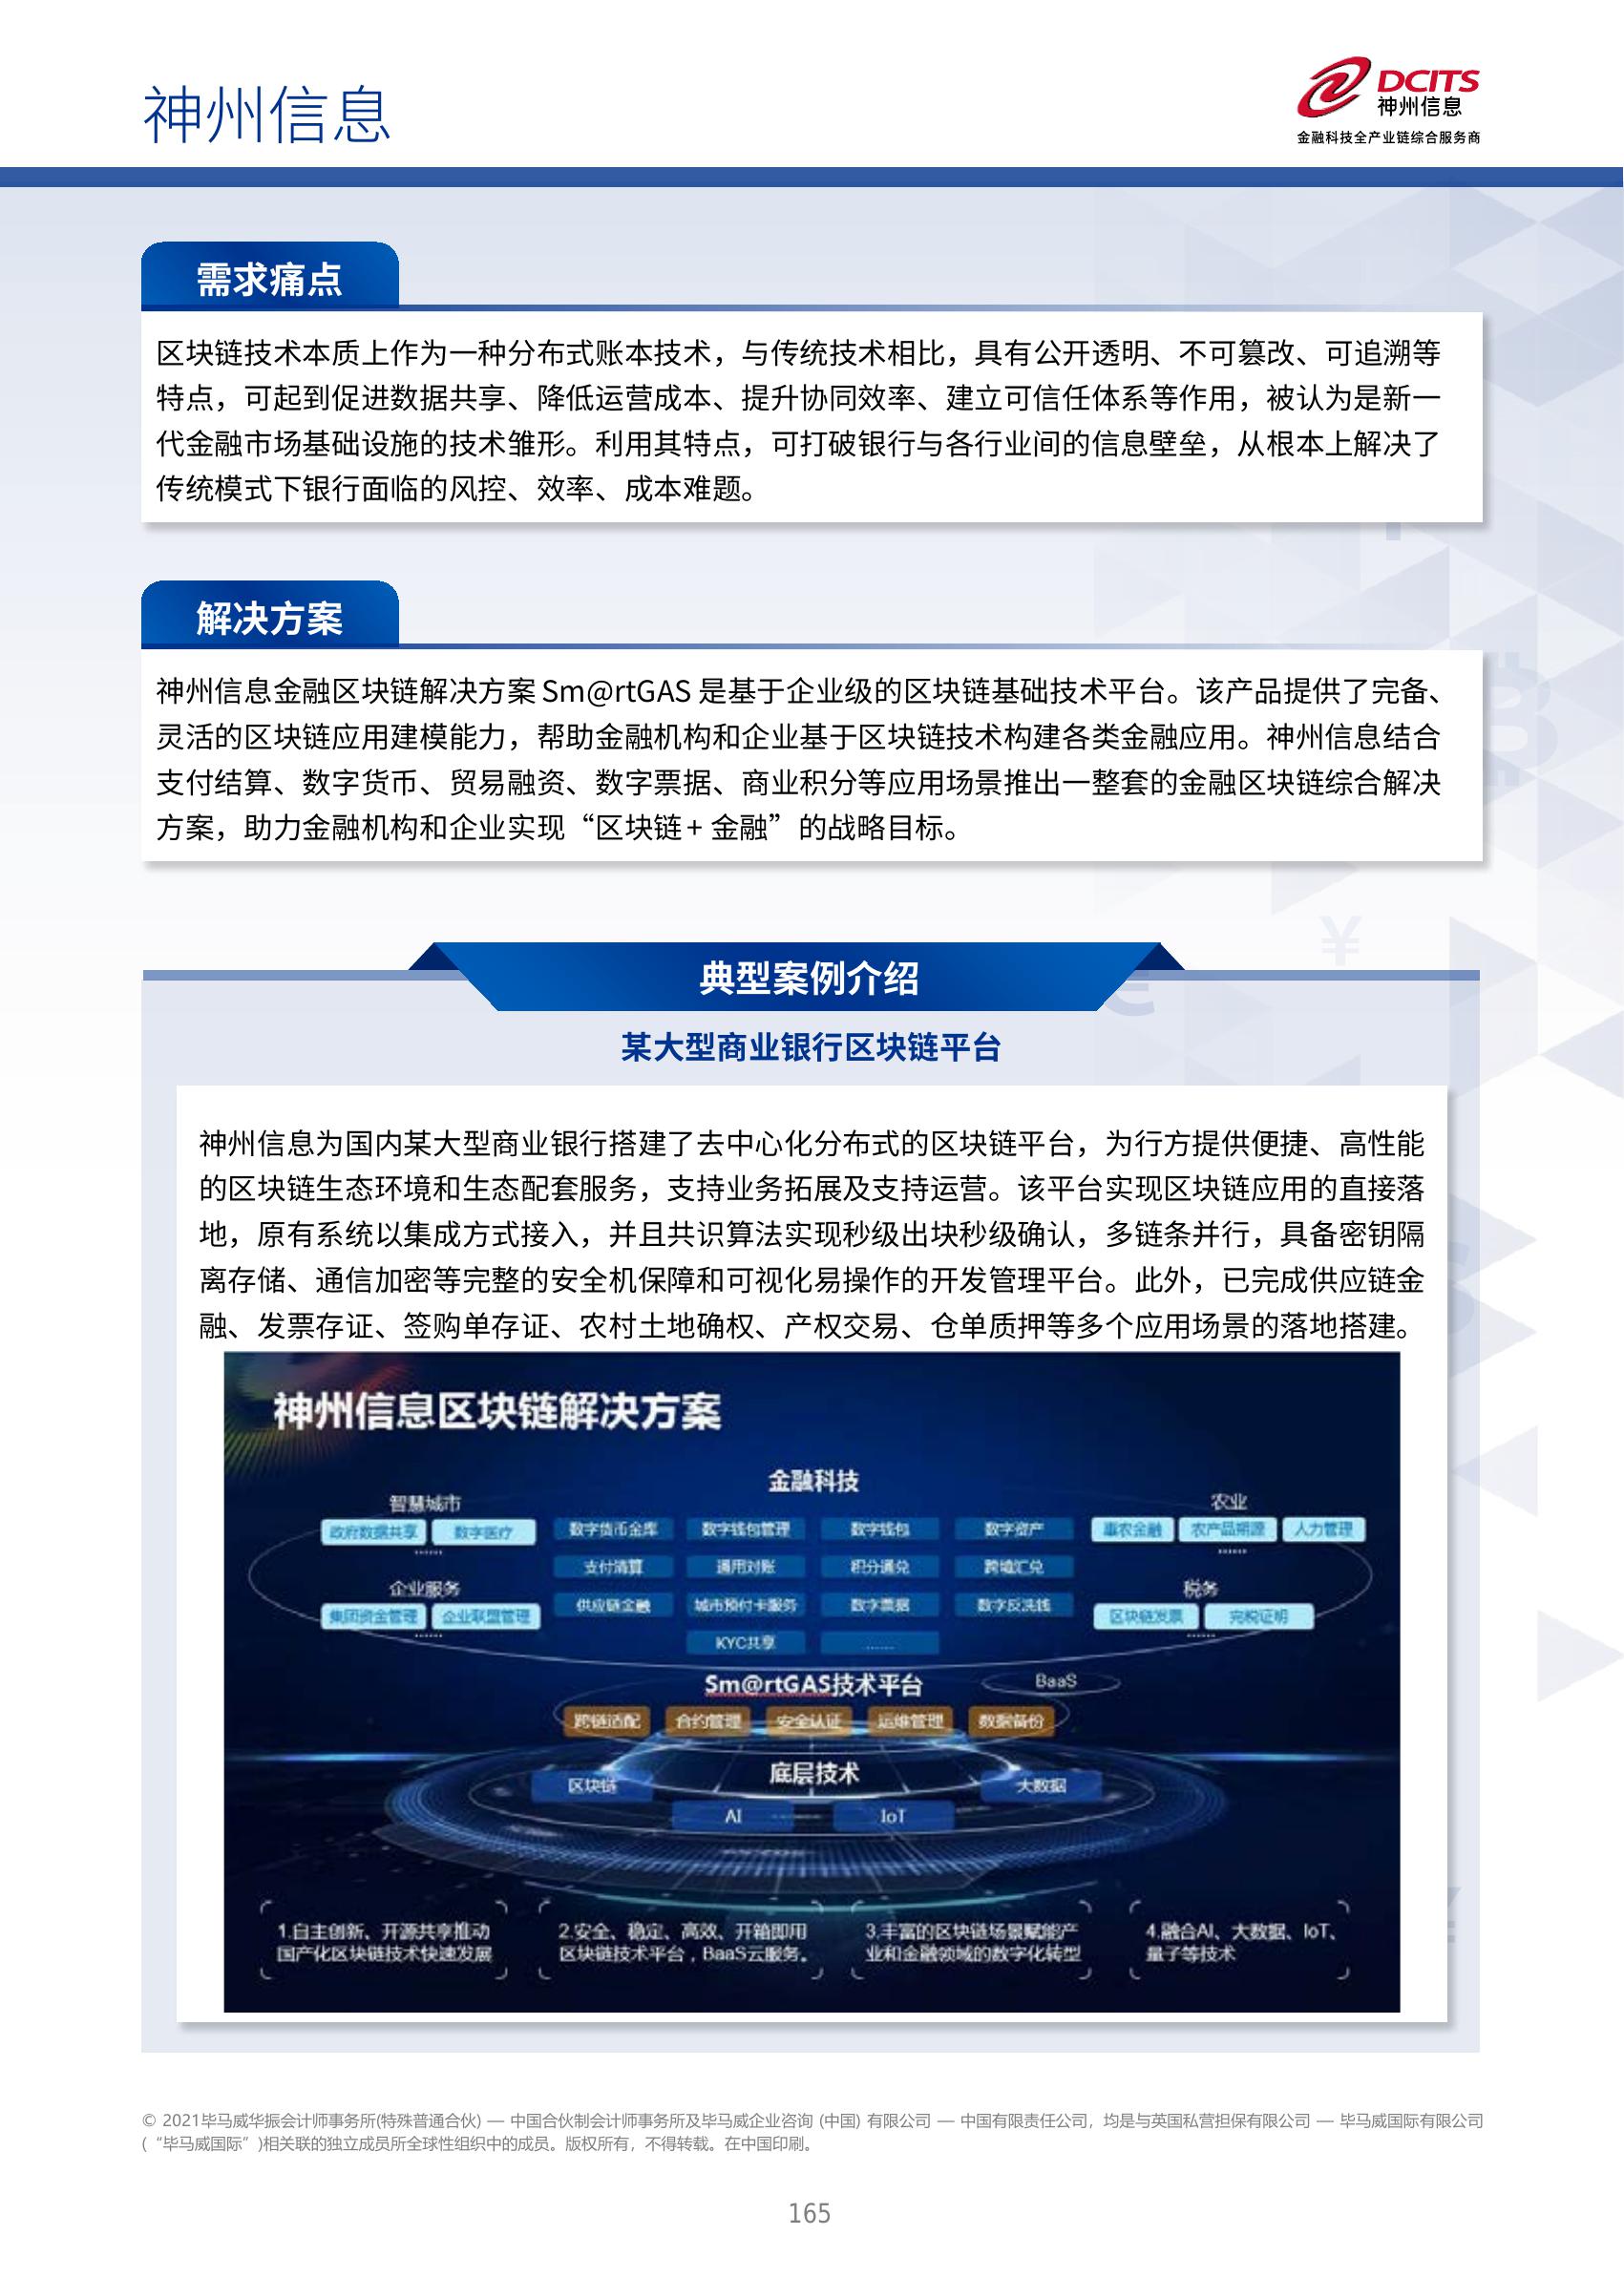 神州信息
DCITS
神州信息
金融科技全产业链综合服务商
需求痛点
区块链技术本质上作为一种分布式账本技术，与传统技术相比，具有公开透明、不可篡改、可追溯等
特点，可起到促进数据共享、降低运营成本、提升协同效率、建立可信任体系等作用，被认为是新一
代金融市场基础设施的技术雏形。利用其特点，可打破银行与各行业间的信息壁垒，从根本上解决了
传统模式下银行面临的风控、效率、成本难题。
解决方案
神州信息金融区块链解决方案 Sm@rtGAS 是基于企业级的区块链基础技术平台。该产品提供了完备、
灵活的区块链应用建模能力，帮助金融机构和企业基于区块链技术构建各类金融应用。神州信息结合
支付结算、数字货币、贸易融资、数字票据、商业积分等应用场景推出一整套的金融区块链综合解决
方案，助力金融机构和企业实现“区块链 + 金融”的战略目标。
典型案例介绍
某大型商业银行区块链平台
神州信息为国内某大型商业银行搭建了去中心化分布式的区块链平台，为行方提供便捷、高性能
的区块链生态环境和生态配套服务，支持业务拓展及支持运营。该平台实现区块链应用的直接落
地，原有系统以集成方式接入，并且共识算法实现秒级出块秒级确认，多链条并行，具备密钥隔
离存储、通信加密等完整的安全机保障和可视化易操作的开发管理平台。此外，已完成供应链金
融、发票存证、签购单存证、农村土地确权、产权交易、仓单质押等多个应用场景的落地搭建。
神州信息区块链解决方案
金融科技
智慧城市
农业
政府数据共享 数字医疗 数字货币金库 数字钱包管理 数字钱包 数字资产 惠农金融 农产品溯源 人力管理
......
......
支付清算 通用对账 积分通兑 跨境汇兑
企业服务
税务
集团资金管理 企业联盟管理 供应链金融 城市预付卡服务 数字票据 数字反洗钱 区块链发票 完税证明
......
......
KYC共享 ......
Sm@rtGAS技术平台 BaaS
跨链适配 合约管理 安全认证 运维管理 数据备份
底层技术
区块链 大数据
AI IoT
1.自主创新、开源共享推动
国产化区块链技术快速发展
2.安全、稳定、高效、开箱即用
区块链技术平台，BaaS云服务。
3.丰富的区块链场景赋能产
业和金融领域的数字化转型
4.融合AI、大数据、IoT、
量子等技术
© 2021毕马威华振会计师事务所(特殊普通合伙) — 中国合伙制会计师事务所及毕马威企业咨询 (中国) 有限公司 — 中国有限责任公司，均是与英国私营担保有限公司 — 毕马威国际有限公司
(“毕马威国际”)相关联的独立成员所全球性组织中的成员。版权所有，不得转载。在中国印刷。
165